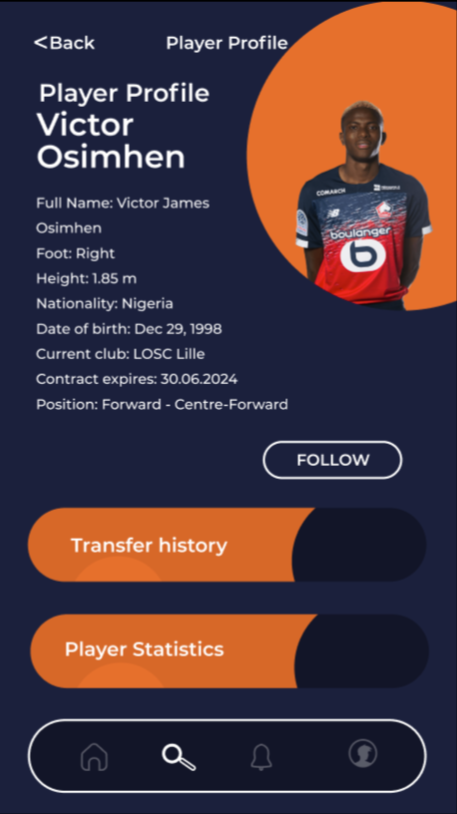 <Back
Player Profile
Player Profile
Victor
Osimhen
Full Name: Victor James
Osimhen
Foot: Right
Height: 1.85 m
Nationality: Nigeria
Date of birth: Dec 29, 1998
Current club: LOSC Lille
Contract expires: 30.06.2024
Position: Forward - Centre-Forward
COMARCH
boulanger
b
FOLLOW
Transfer history
Player Statistics